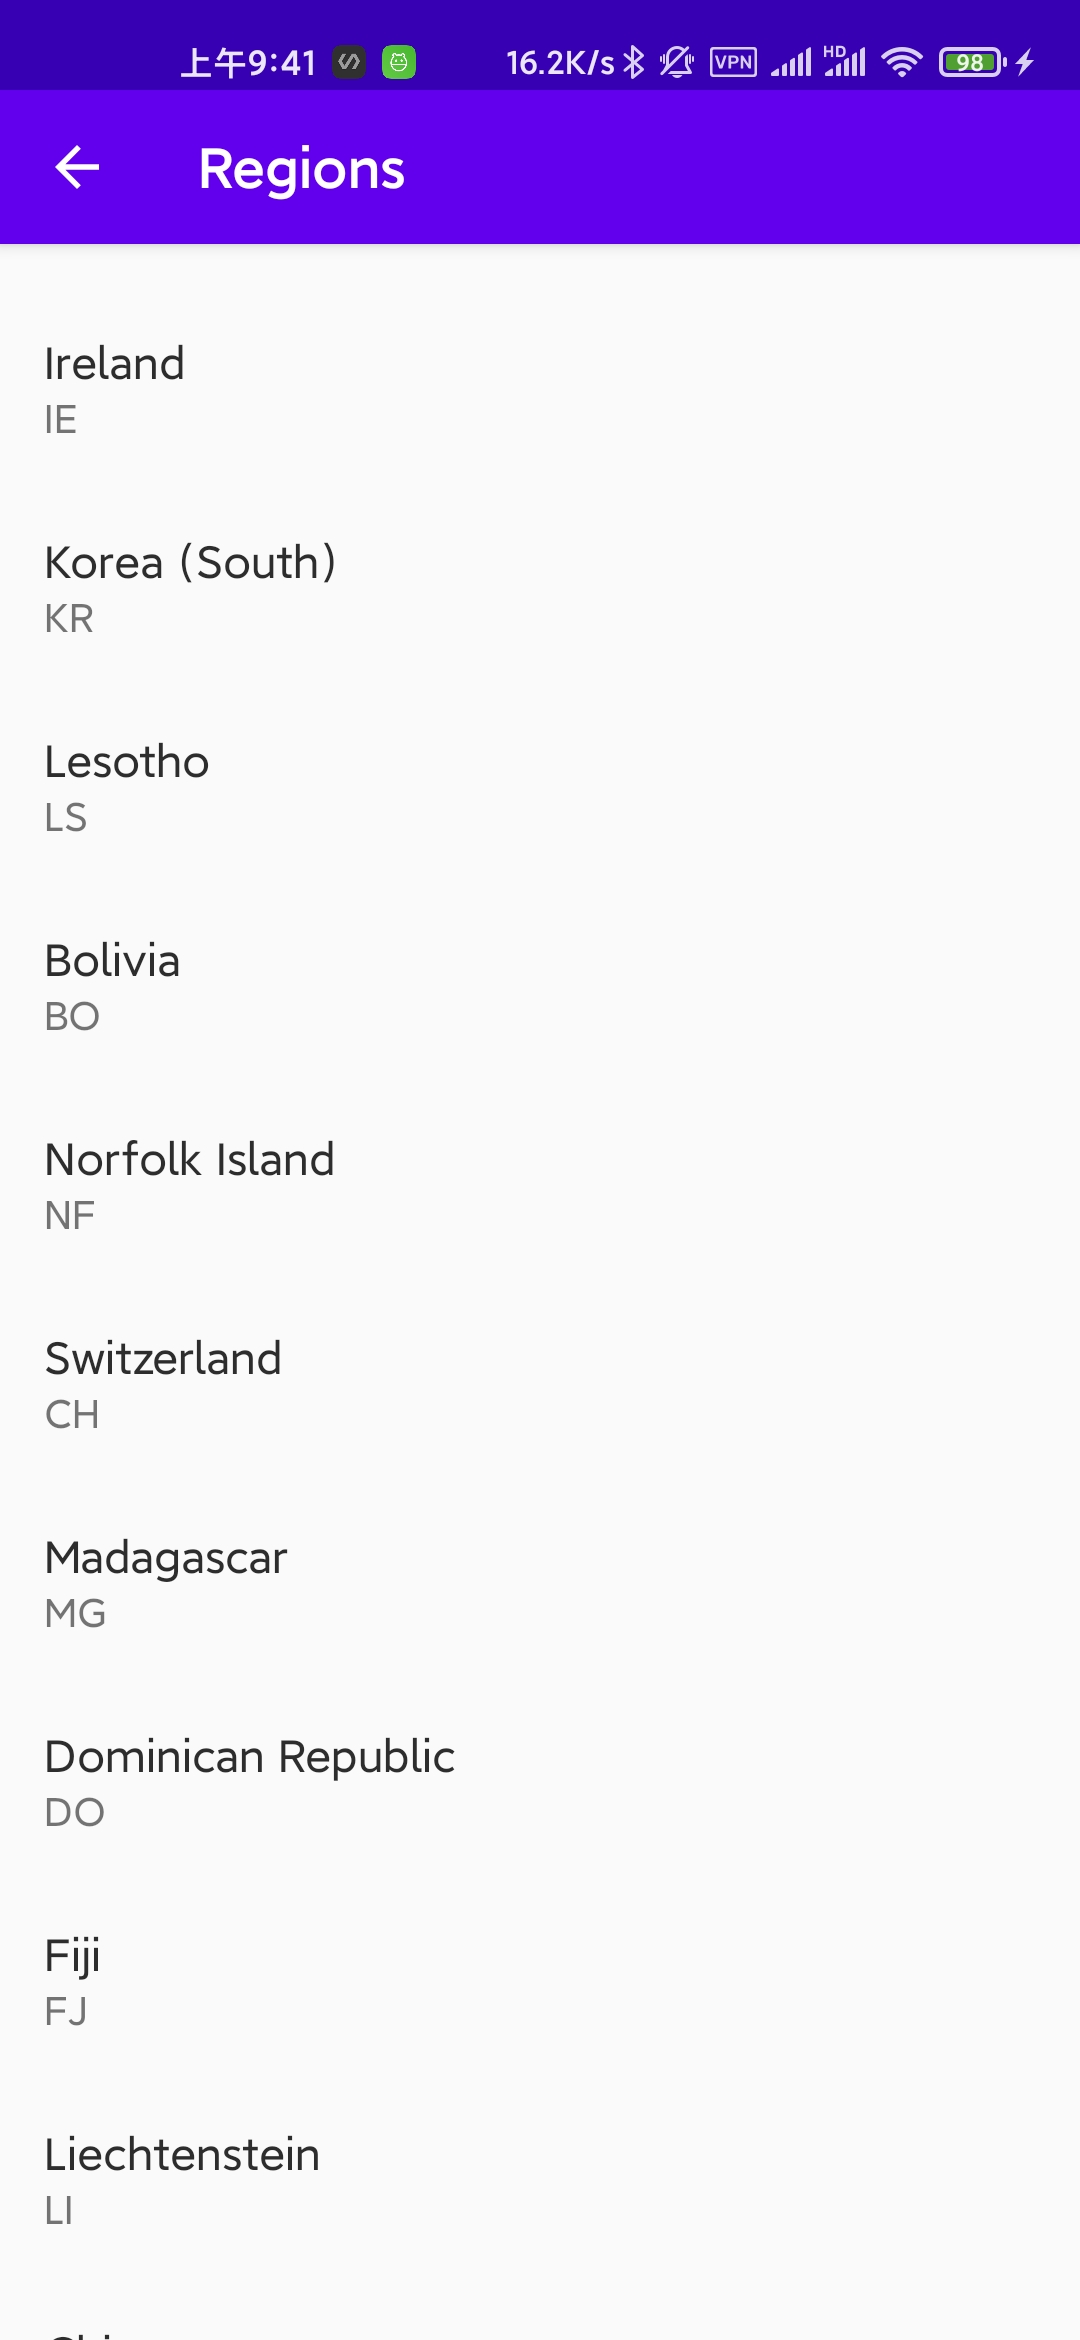 上午9:41 16.2K/s VPN HD 98
Regions
Ireland
IE
Korea (South)
KR
Lesotho
LS
Bolivia
BO
Norfolk Island
NF
Switzerland
CH
Madagascar
MG
Dominican Republic
DO
Fiji
FJ
Liechtenstein
LI